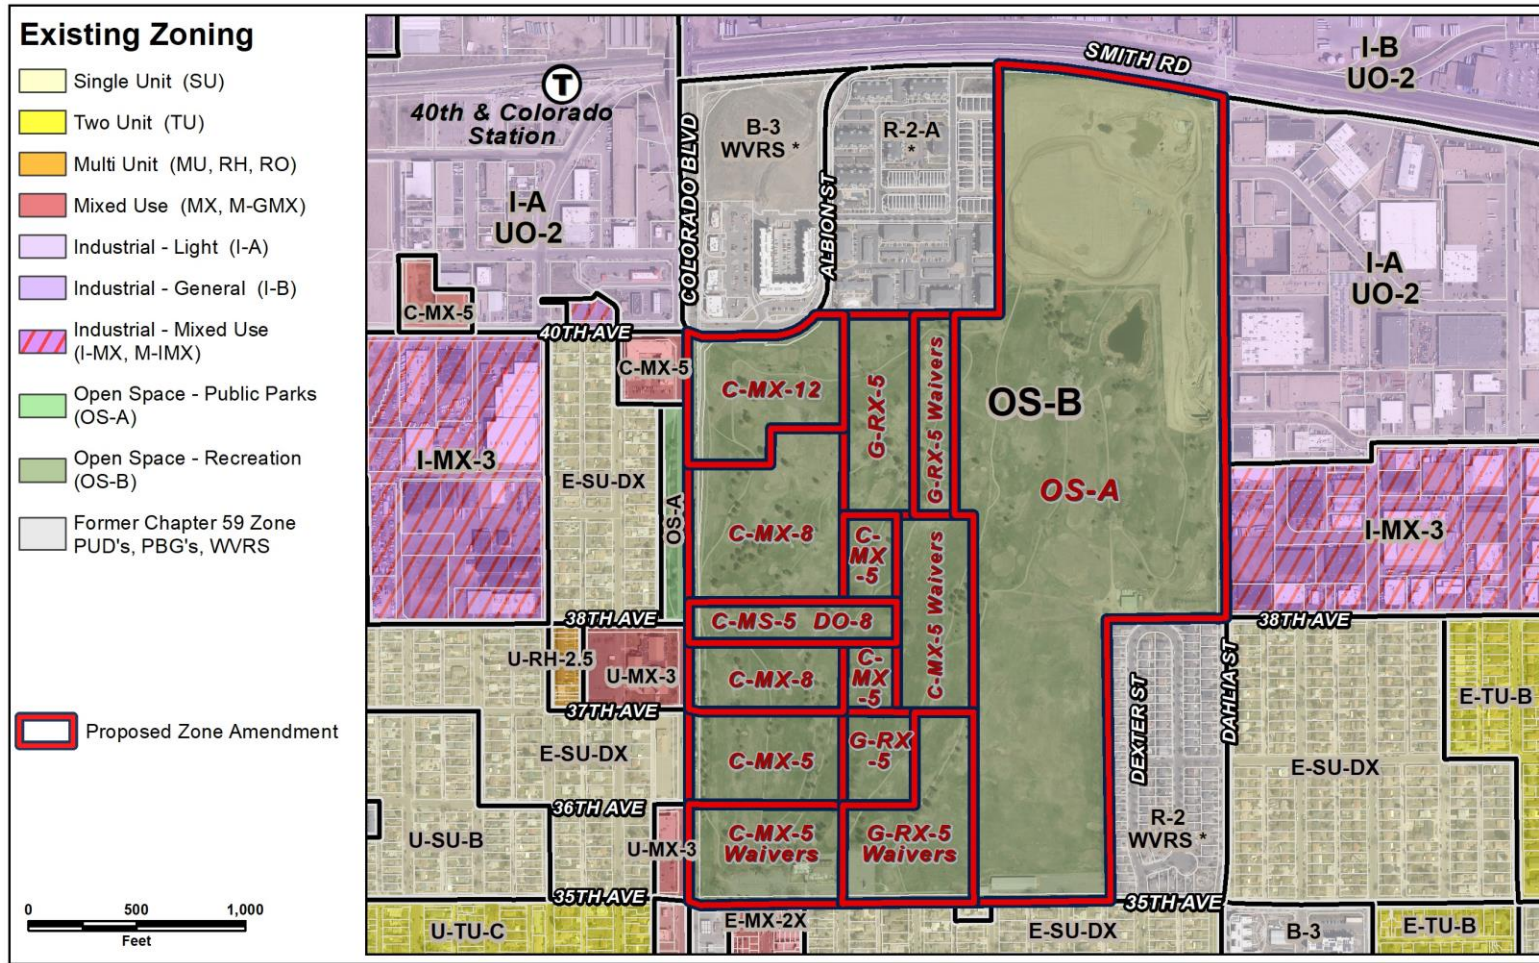 Existing Zoning
Single Unit (SU)
Two Unit (TU)
Multi Unit (MU, RH, RO)
Mixed Use (MX, M-GMX)
Industrial - Light (I-A)
Industrial - General (I-B)
Industrial - Mixed Use
(I-MX, M-IMX)
Open Space - Public Parks
(OS-A)
Open Space - Recreation
(OS-B)
Former Chapter 59 Zone
PUD's, PBG's, WVRS
Proposed Zone Amendment
0 500 1,000
Feet
T
40th & Colorado
Station
I-A
UO-2
C-MX-5
40TH AVE
COLORADO BLVD
B-3
WVRS *
ALBION ST
R-2-A
*
SMITH RD
I-B
UO-2
I-A
UO-2
C-MX-5
I-MX-3
E-SU-DX
OS-A
C-MX-12
G-RX-5
G-RX-5 Waivers
OS-B
OS-A
C-MX-8
C-
MX
-5
C-MX-5 Waivers
I-MX-3
38TH AVE
C-MS-5 DO-8
38TH AVE
U-RH-2.5
U-MX-3
C-MX-8
C-
MX
-5
37TH AVE
DEXTER ST
DAHLIA ST
E-TU-B
E-SU-DX
C-MX-5
G-RX
-5
E-SU-DX
36TH AVE
U-SU-B
U-MX-3
C-MX-5
Waivers
G-RX-5
Waivers
R-2
WVRS *
35TH AVE
35TH AVE
U-TU-C
E-MX-2X
E-SU-DX
B-3
E-TU-B